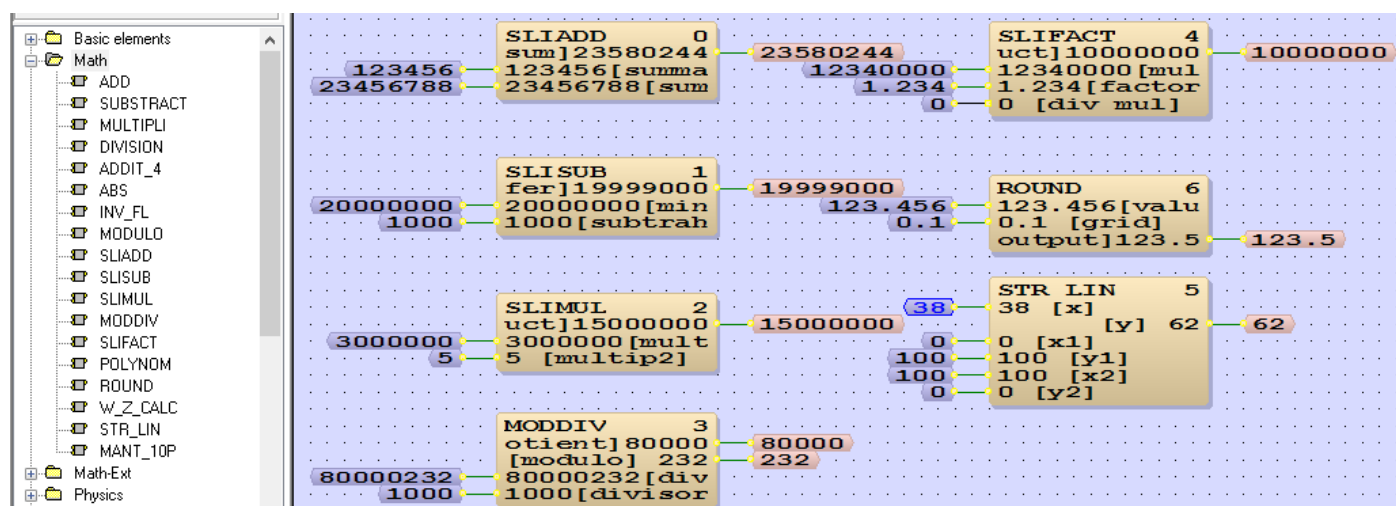 Basic elements
Math
ADD
SUBSTRACT
MULTIPLI
DIVISION
ADDIT_4
ABS
INV_FL
MODULO
SLIADD
SLISUB
SLIMUL
MODDIV
SLIFACT
POLYNOM
ROUND
W_Z_CALC
STR_LIN
MANT_10P
Math-Ext
Physics
SLIADD 0
sum]23580244 23580244
123456 123456[summa
23456788 23456788[sum
SLISUB 1
fer]19999000 19999000
20000000 20000000[min
1000 1000[subtrah
SLIMUL 2
uct]15000000 15000000
3000000 3000000[mult
5 5 [multip2]
MODDIV 3
otient]80000 80000
[modulo] 232 232
80000232 80000232[div
1000 1000[divisor
SLIFACT 4
uct]10000000 10000000
12340000 12340000[mul
1.234 1.234[factor
0 0 [div mul]
ROUND 6
123.456 123.456[valu
0.1 0.1 [grid]
output]123.5 123.5
STR LIN 5
38 38 [x]
[y] 62 62
0 0 [x1]
100 100 [y1]
100 100 [x2]
0 0 [y2]